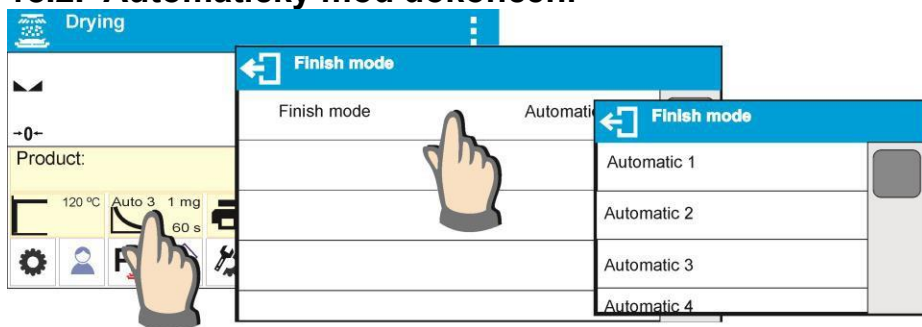 Drying
Finish mode
Finish mode
Finish mode
→0←
Automatic 1
Product:
120 ºC
Auto 3 1 mg
60 s
Automatic 2
Automatic 3
Automatic 4